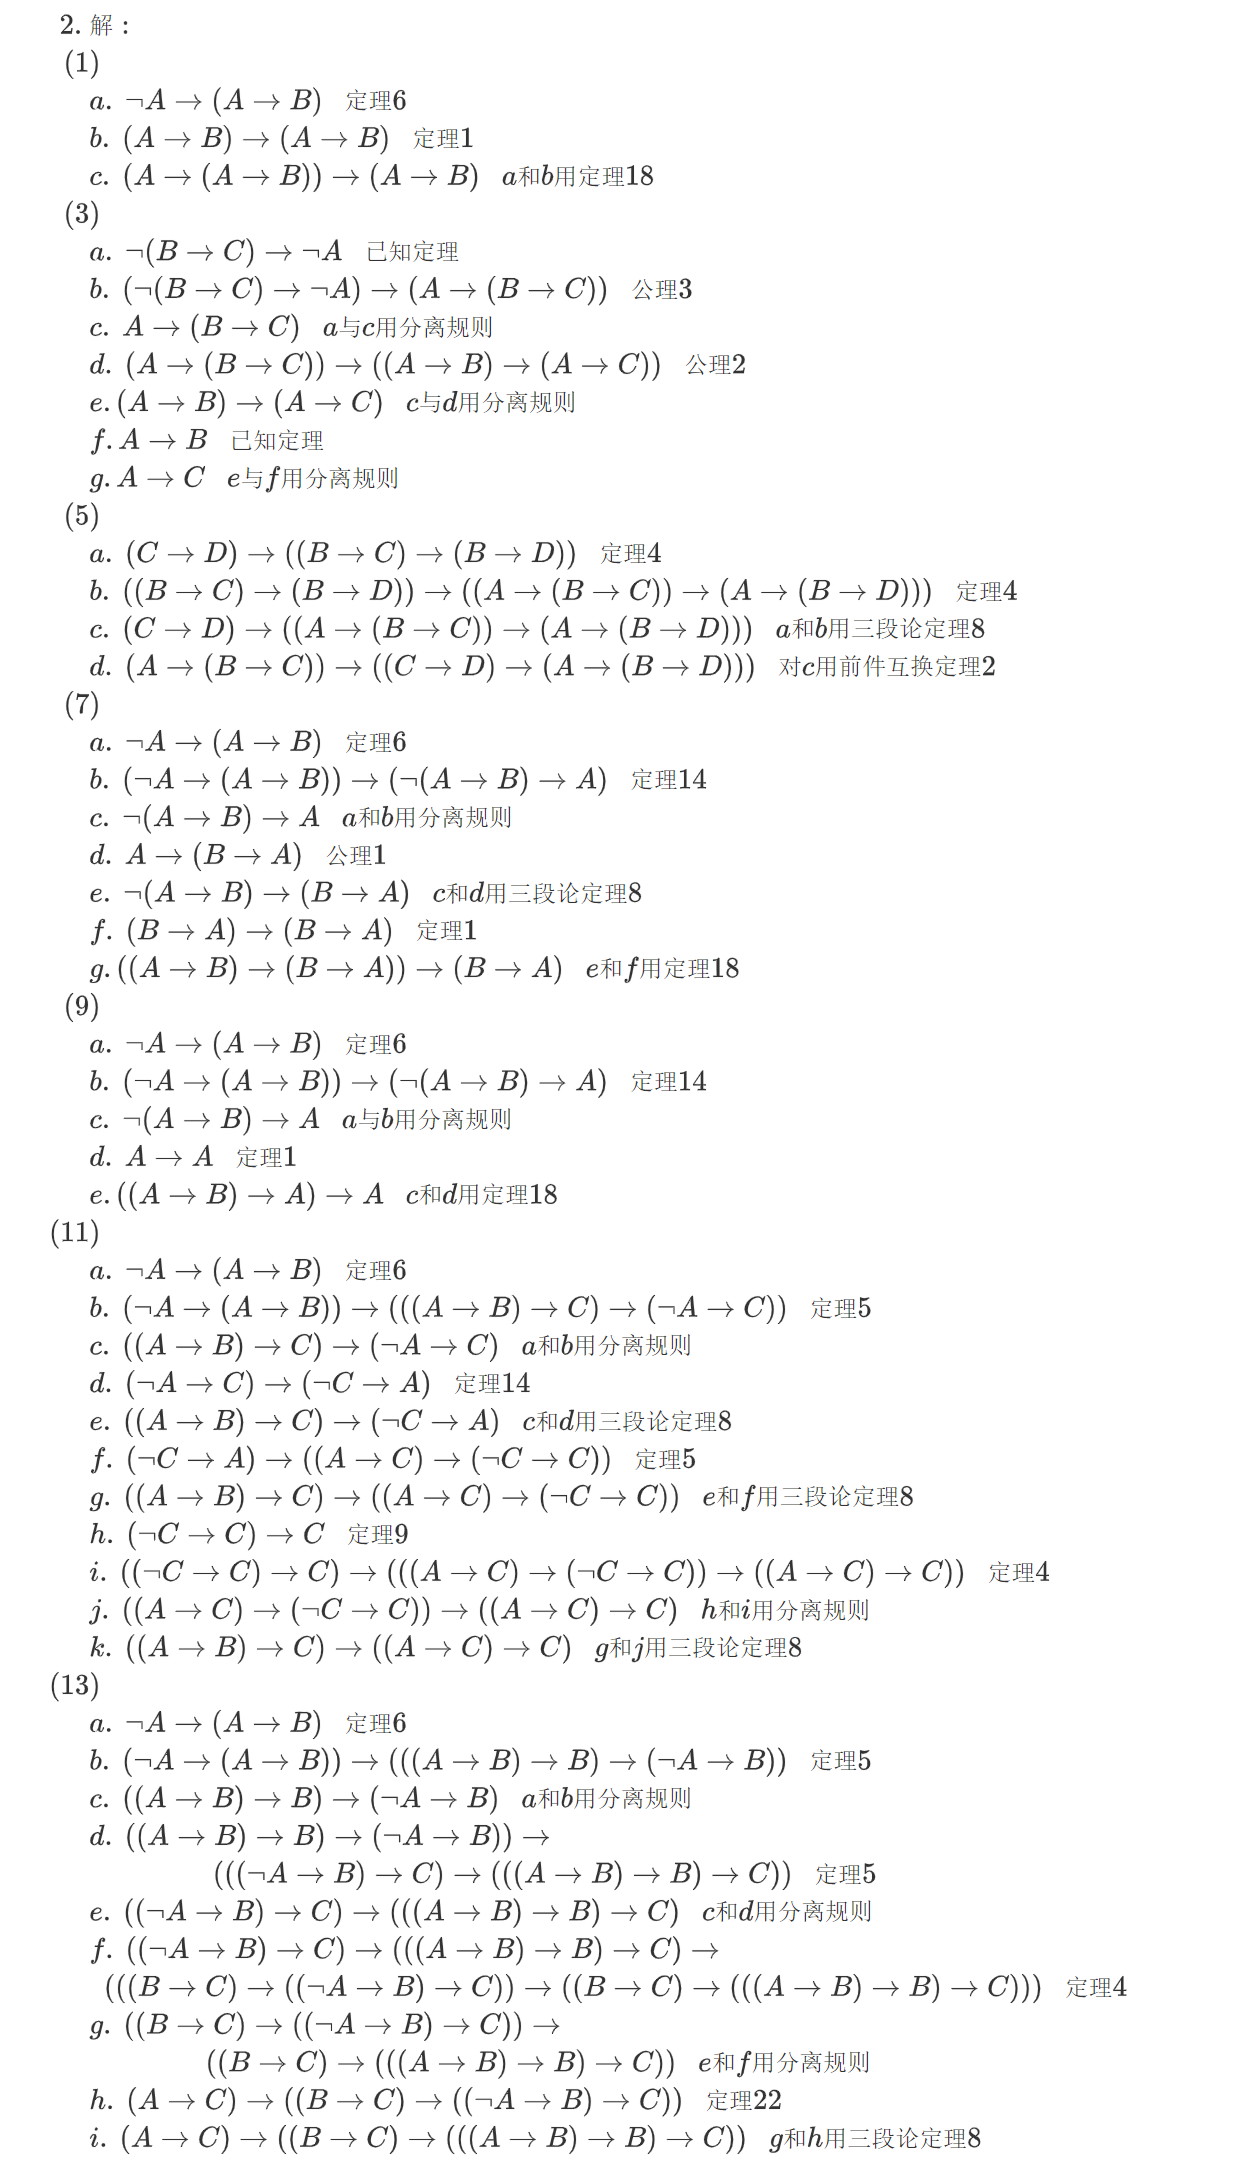 2. 解：
(1)
a. ¬A → (A → B) 定理6
b. (A → B) → (A → B) 定理1
c. (A → (A → B)) → (A → B) a和b用定理18
(3)
a. ¬(B → C) → ¬A 已知定理
b. (¬(B → C) → ¬A) → (A → (B → C)) 公理3
c. A → (B → C) a与c用分离规则
d. (A → (B → C)) → ((A → B) → (A → C)) 公理2
e. (A → B) → (A → C) c与d用分离规则
f. A → B 已知定理
g. A → C e与f用分离规则
(5)
a. (C → D) → ((B → C) → (B → D)) 定理4
b. ((B → C) → (B → D)) → ((A → (B → C)) → (A → (B → D))) 定理4
c. (C → D) → ((A → (B → C)) → (A → (B → D))) a和b用三段论定理8
d. (A → (B → C)) → ((C → D) → (A → (B → D))) 对c用前件互换定理2
(7)
a. ¬A → (A → B) 定理6
b. (¬A → (A → B)) → (¬(A → B) → A) 定理14
c. ¬(A → B) → A a和b用分离规则
d. A → (B → A) 公理1
e. ¬(A → B) → (B → A) c和d用三段论定理8
f. (B → A) → (B → A) 定理1
g. ((A → B) → (B → A)) → (B → A) e和f用定理18
(9)
a. ¬A → (A → B) 定理6
b. (¬A → (A → B)) → (¬(A → B) → A) 定理14
c. ¬(A → B) → A a与b用分离规则
d. A → A 定理1
e. ((A → B) → A) → A c和d用定理18
(11)
a. ¬A → (A → B) 定理6
b. (¬A → (A → B)) → (((A → B) → C) → (¬A → C)) 定理5
c. ((A → B) → C) → (¬A → C) a和b用分离规则
d. (¬A → C) → (¬C → A) 定理14
e. ((A → B) → C) → (¬C → A) c和d用三段论定理8
f. (¬C → A) → ((A → C) → (¬C → C)) 定理5
g. ((A → B) → C) → ((A → C) → (¬C → C)) e和f用三段论定理8
h. (¬C → C) → C 定理9
i. ((¬C → C) → C) → (((A → C) → (¬C → C)) → ((A → C) → C)) 定理4
j. ((A → C) → (¬C → C)) → ((A → C) → C) h和i用分离规则
k. ((A → B) → C) → ((A → C) → C) g和j用三段论定理8
(13)
a. ¬A → (A → B) 定理6
b. (¬A → (A → B)) → (((A → B) → B) → (¬A → B)) 定理5
c. ((A → B) → B) → (¬A → B) a和b用分离规则
d. ((A → B) → B) → (¬A → B)) →
(((¬A → B) → C) → (((A → B) → B) → C)) 定理5
e. ((¬A → B) → C) → (((A → B) → B) → C) c和d用分离规则
f. ((¬A → B) → C) → (((A → B) → B) → C) →
(((B → C) → ((¬A → B) → C)) → ((B → C) → (((A → B) → B) → C))) 定理4
g. ((B → C) → ((¬A → B) → C)) →
((B → C) → (((A → B) → B) → C)) e和f用分离规则
h. (A → C) → ((B → C) → ((¬A → B) → C)) 定理22
i. (A → C) → ((B → C) → (((A → B) → B) → C)) g和h用三段论定理8